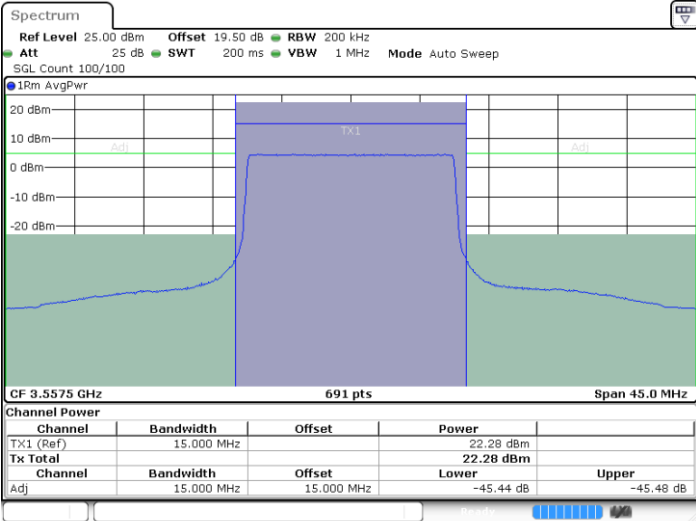 Spectrum
Ref Level 25.00 dBm Offset 19.50 dB RBW 200 kHz
Att 25 dB SWT 200 ms VBW 1 MHz Mode Auto Sweep
SGL Count 100/100
1Rm AvgPwr
20 dBm
TX1
10 dBm
Adj Adj
0 dBm
-10 dBm
-20 dBm
CF 3.5575 GHz 691 pts Span 45.0 MHz
Channel Power
Channel Bandwidth Offset Power
TX1 (Ref) 15.000 MHz 22.28 dBm
Tx Total 22.28 dBm
Channel Bandwidth Offset Lower Upper
Adj 15.000 MHz 15.000 MHz -45.44 dB -45.48 dB
Ready